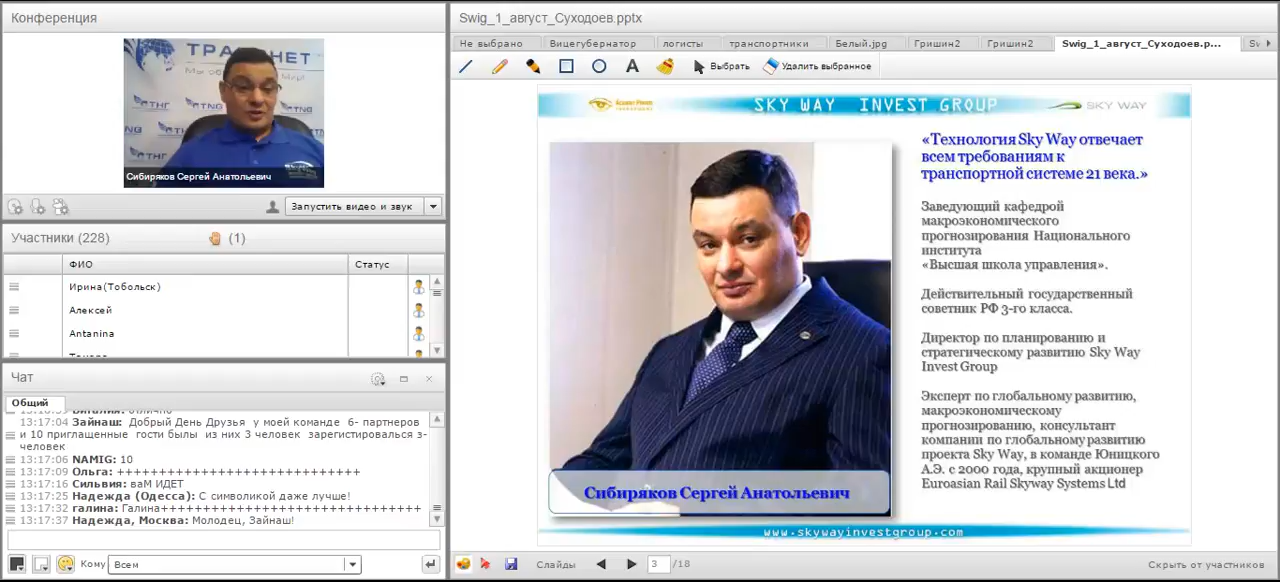 Конференция
ТРАНСНЕТ
ТНГ
TNG
Сибиряков Сергей Анатольевич
Запустить видео и звук
Участники (228)
(1)
ФИО
Статус
Ирина(Тобольск)
Алексей
Antanina
Чат
Общий
Виталий: отлично
13:17:04 Зайнаш: Добрый День Друзья у моей команде 6- партнеров
и 10 приглащенные гости былы из них 3 человек зарегистировалься 3-
человек
13:17:06 NAMIG: 10
13:17:09 Ольга: +++++++++++++++++++++++++++++
13:17:16 Сильвия: ваМ ИДЕТ
13:17:25 Надежда (Одесса): С символикой даже лучше!
13:17:32 галина: Галина+++++++++++++++++++++++++++++++
13:17:37 Надежда, Москва: Молодец, Зайнаш!
Кому
Всем
Swig_1_август_Суходоев.pptx
Не выбрано
Вицегубернатор
логисты
транспортники
Белый.jpg
Гришин2
Гришин2
Swig_1_август_Суходоев.р...
A
Выбрать
Удалить выбранное
SKY WAY INVEST GROUP
SKY WAY
«Технология Sky Way отвечает
всем требованиям к
транспортной системе 21 века.»
Заведующий кафедрой
макроэкономического
прогнозирования Национального
института
«Высшая школа управления».
Действительный государственный
советник РФ 3-го класса.
Директор по планированию и
стратегическому развитию Sky Way
Invest Group
Эксперт по глобальному развитию,
макроэкономическому
прогнозированию, консультант
компании по глобальному развитию
проекта Sky Way, в команде Юницкого
А.Э. с 2000 года, крупный акционер
Euroasian Rail Skyway Systems Ltd
Сибиряков Сергей Анатольевич
www.skywayinvestgroup.com
Слайды
3
/18
Скрыть от участников